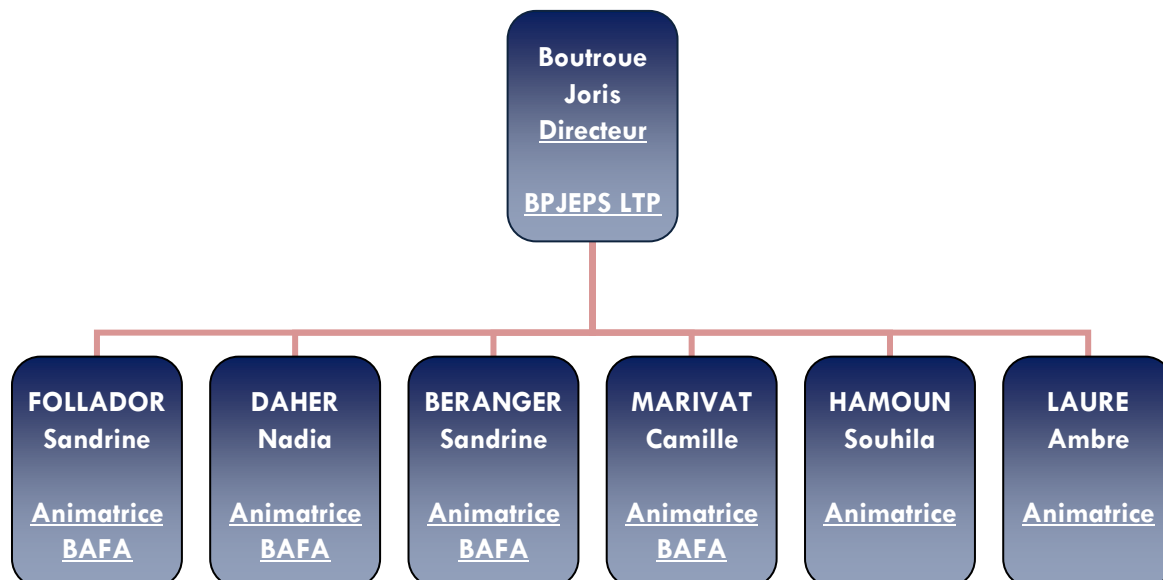 Boutroue
Joris
Directeur
BPJEPS LTP
FOLLADOR
Sandrine
Animatrice
BAFA
DAHER
Nadia
Animatrice
BAFA
BERANGER
Sandrine
Animatrice
BAFA
MARIVAT
Camille
Animatrice
BAFA
HAMOUN
Souhila
Animatrice
LAURE
Ambre
Animatrice